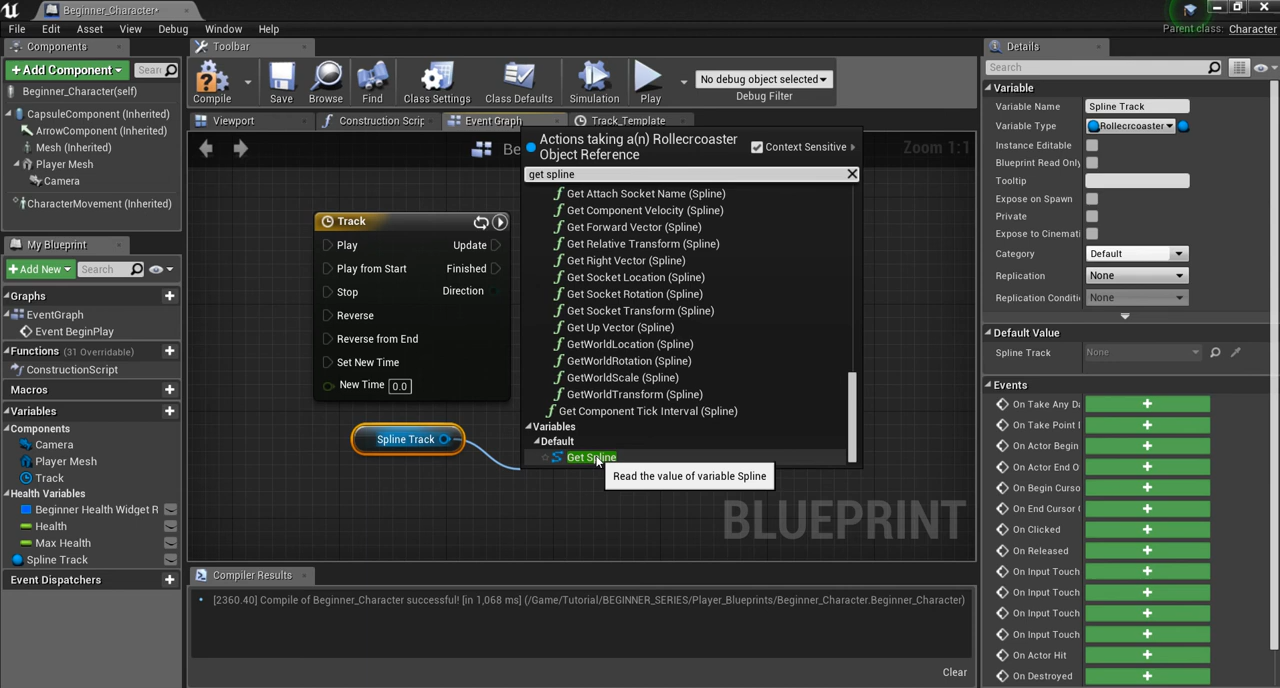 Beginner_Character*
File Edit Asset View Debug Window Help
Parent class: Character
Components
Toolbar
Details
+Add Component
Sear
Beginner_Character(self)
CapsuleComponent (Inherited)
ArrowComponent (Inherited)
Mesh (Inherited)
Player Mesh
Camera
CharacterMovement (Inherited)
Compile
Save
Browse
Find
Class Settings
Class Defaults
Simulation
Play
No debug object selected
Debug Filter
Viewport
Construction Scrip
Event Graph
Track_Template
Be
Zoom 1:1
My Blueprint
+Add New
Search
Graphs
EventGraph
Event BeginPlay
Functions (31 Overridable)
ConstructionScript
Macros
Variables
Components
Camera
Player Mesh
Track
Health Variables
Beginner Health Widget R
Health
Max Health
Spline Track
Event Dispatchers
Track
Play
Update
Play from Start
Finished
Stop
Direction
Reverse
Reverse from End
Set New Time
New Time 0.0
Spline Track
Actions taking a(n) Rollecrcoaster
Object Reference
Context Sensitive
get spline
Get Attach Socket Name (Spline)
Get Component Velocity (Spline)
Get Forward Vector (Spline)
Get Relative Transform (Spline)
Get Right Vector (Spline)
Get Socket Location (Spline)
Get Socket Rotation (Spline)
Get Socket Transform (Spline)
Get Up Vector (Spline)
GetWorldLocation (Spline)
GetWorldRotation (Spline)
GetWorldScale (Spline)
GetWorldTransform (Spline)
Get Component Tick Interval (Spline)
Variables
Default
Get Spline
Read the value of variable Spline
BLUEPRINT
Compiler Results
[2360.40] Compile of Beginner_Character successful! [in 1,068 ms] (/Game/Tutorial/BEGINNER_SERIES/Player_Blueprints/Beginner_Character.Beginner_Character)
Clear
Search
Variable
Variable Name Spline Track
Variable Type Rollecrcoaster
Instance Editable
Blueprint Read Only
Tooltip
Expose on Spawn
Private
Expose to Cinemati
Category Default
Replication None
Replication Conditi None
Default Value
Spline Track None
Events
On Take Any Da
On Take Point D
On Actor Begin
On Actor End O
On Begin Curso
On End Cursor O
On Clicked
On Released
On Input Touch
On Input Touch
On Input Touch
On Input Touch
On Actor Hit
On Destroyed